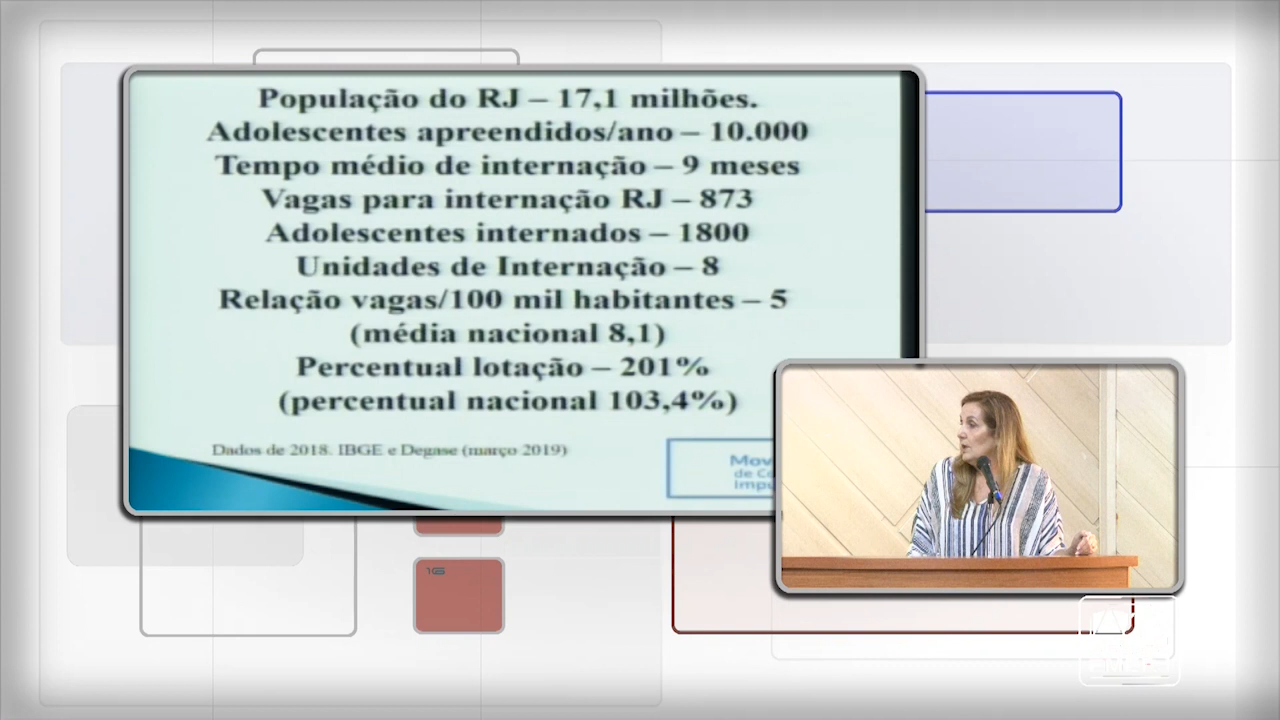 População do RJ – 17,1 milhões.
Adolescentes apreendidos/ano – 10.000
Tempo médio de internação – 9 meses
Vagas para internação RJ – 873
Adolescentes internados – 1800
Unidades de Internação – 8
Relação vagas/100 mil habitantes – 5
(média nacional 8,1)
Percentual lotação – 201%
(percentual nacional 103,4%)
Dados de 2018. IBGE e Degase (março 2019)
16